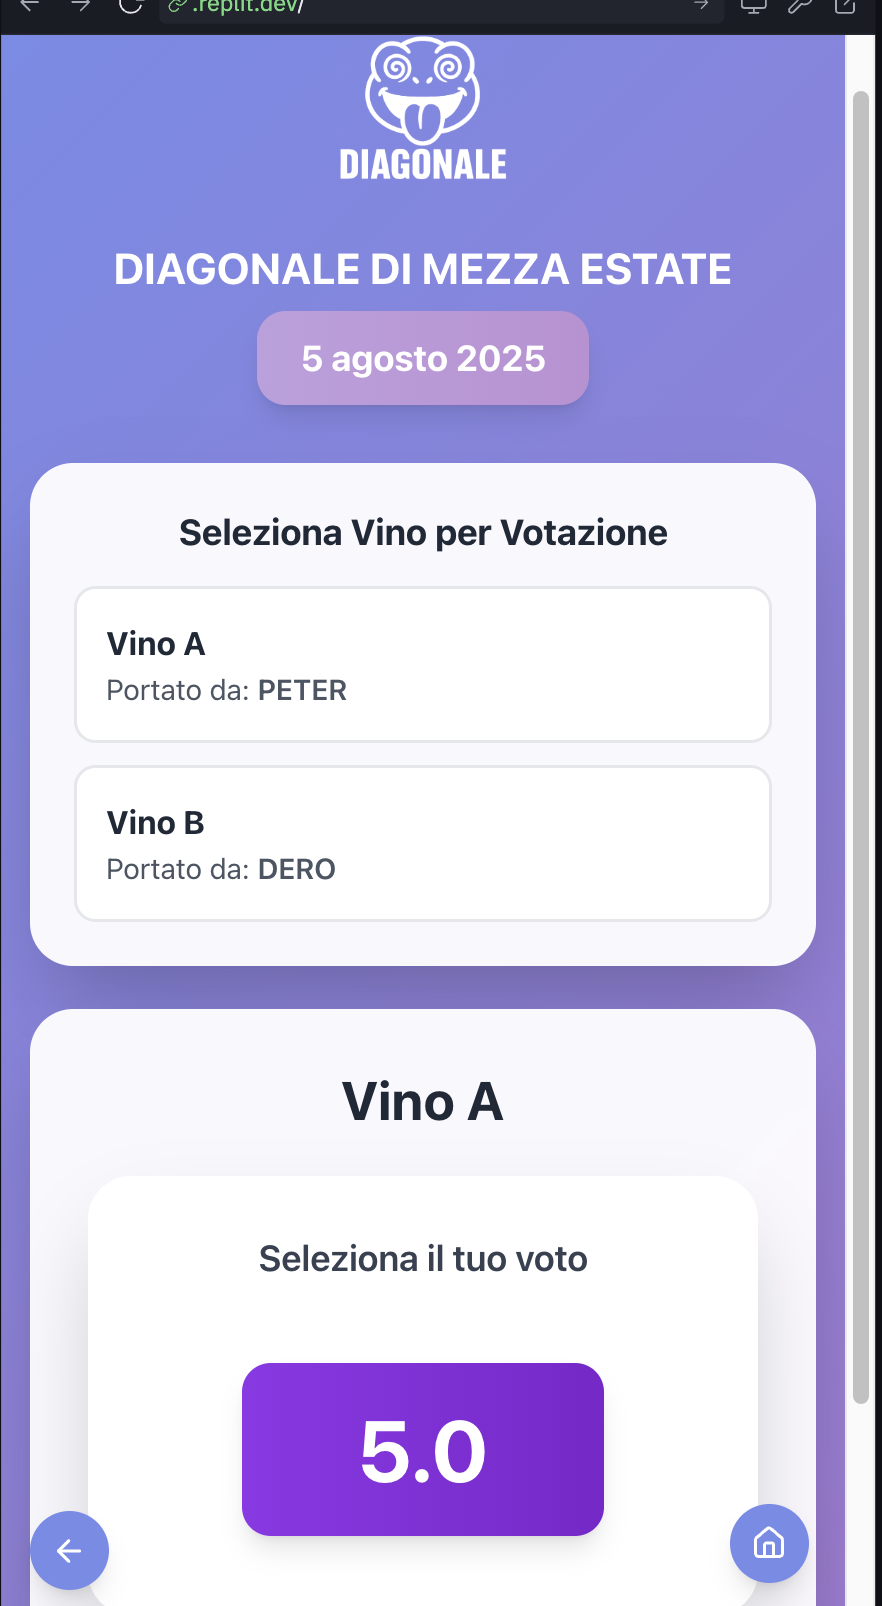 .replit.dev/
DIAGONALE
DIAGONALE DI MEZZA ESTATE
5 agosto 2025
Seleziona Vino per Votazione
Vino A
Portato da: PETER
Vino B
Portato da: DERO
Vino A
Seleziona il tuo voto
5.0